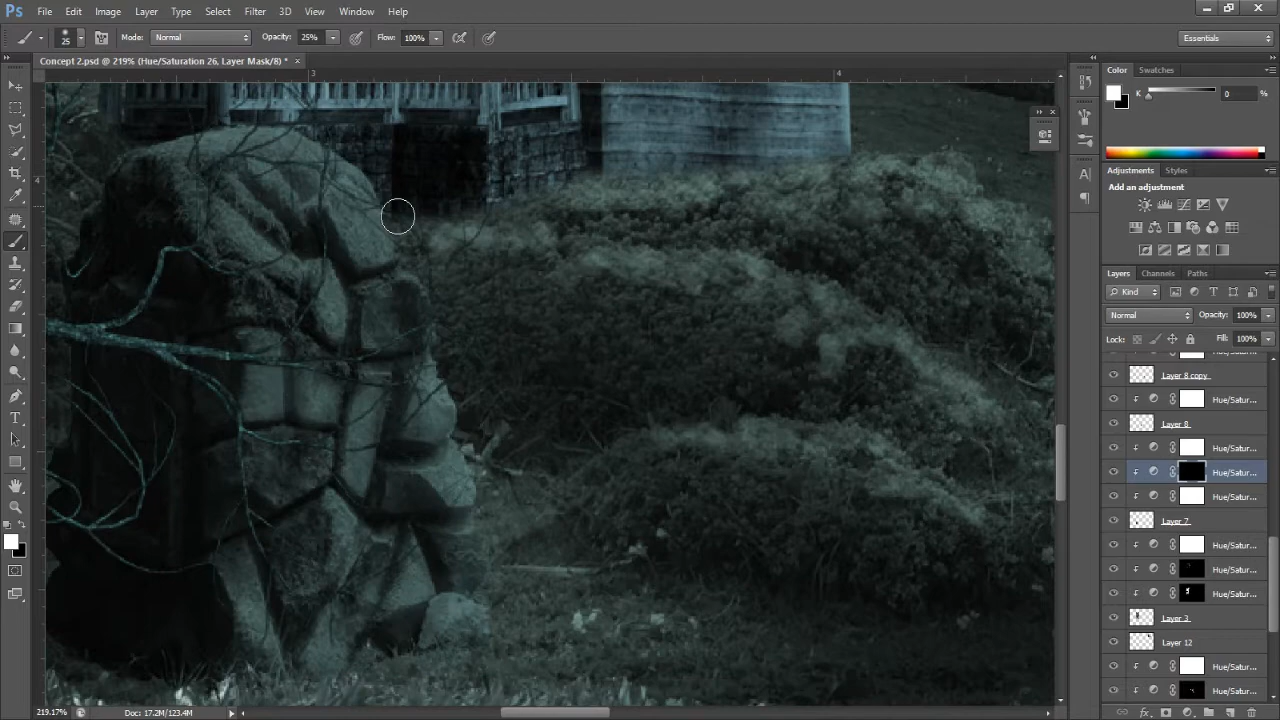 Ps File Edit Image Layer Type Select Filter 3D View Window Help
25 Mode: Normal Opacity: 25% Flow: 100% Essentials
Concept 2.psd @ 219% (Hue/Saturation 26, Layer Mask/8) * ×
3 4
4
Color Swatches
K 0 %
Adjustments Styles
Add an adjustment
Layers Channels Paths
Kind
Normal Opacity: 100%
Lock: Fill: 100%
Layer 8 copy
Hue/Satur...
Layer 8
Hue/Satur...
Hue/Satur...
Hue/Satur...
Layer 7
Hue/Satur...
Hue/Satur...
Hue/Satur...
Layer 3
Layer 12
Hue/Satur...
Hue/Satur...
219.17% Doc: 17.2M/123.4M